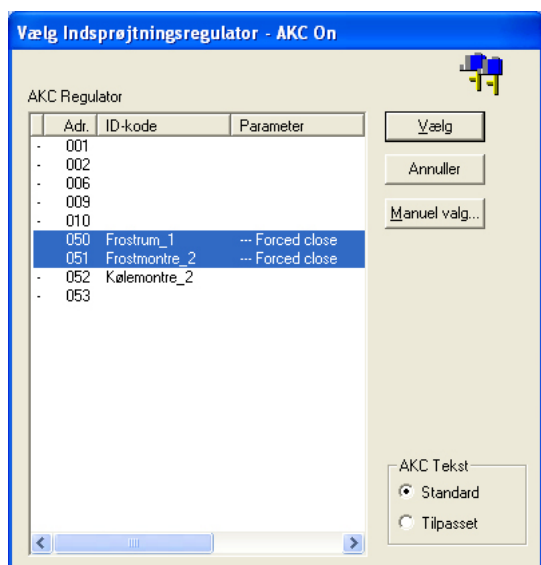 Vælg Indsprøjtningsregulator - AKC On
AKC Regulator
Adr. ID-kode Parameter
- 001
- 002
- 006
- 009
- 010
050 Frostrum_1 --- Forced close
051 Frostmontre_2 --- Forced close
- 052 Kølemontre_2
- 053
Vælg
Annuller
Manuel valg...
AKC Tekst
Standard
Tilpasset